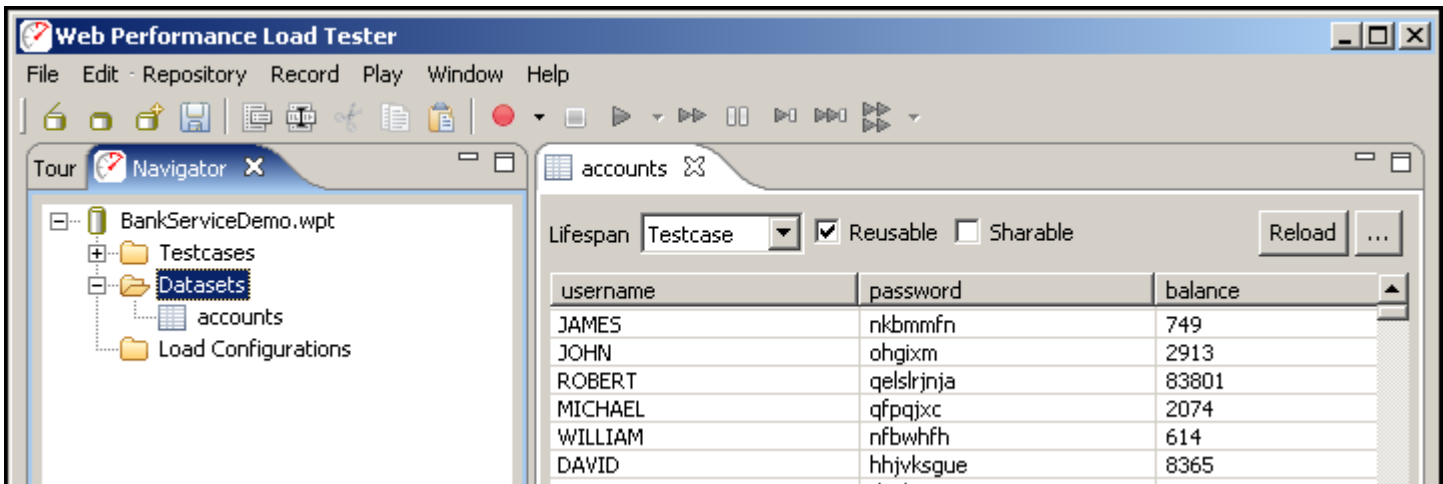 Web Performance Load Tester
File Edit Repository Record Play Window Help
Tour Navigator
accounts
BankServiceDemo.wpt
Testcases
Datasets
accounts
Load Configurations
Lifespan Testcase Reusable Sharable Reload ...
username password balance
JAMES nkbmmfn 749
JOHN ohgixm 2913
ROBERT qelslrjnja 83801
MICHAEL qfpqjxc 2074
WILLIAM nfbwhfh 614
DAVID hhjvksgue 8365